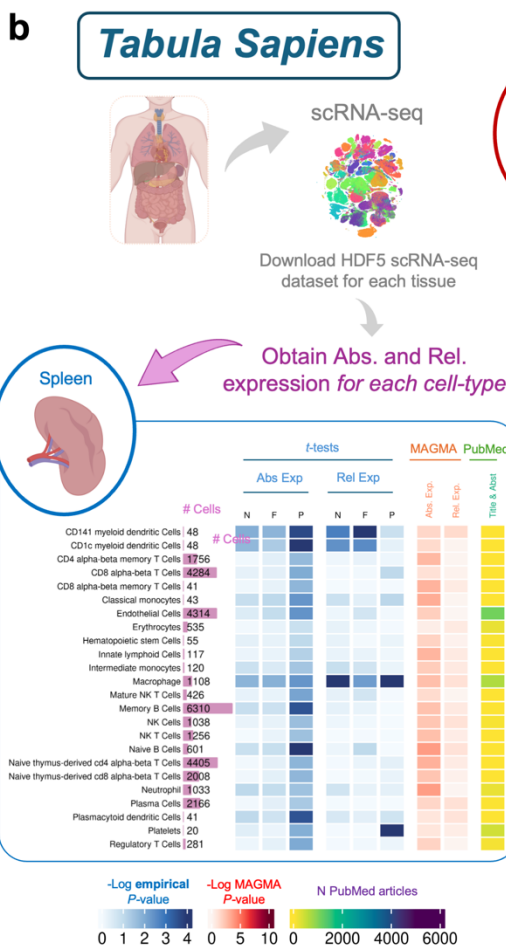 b
Tabula Sapiens
scRNA-seq
Download HDF5 scRNA-seq
dataset for each tissue
Obtain Abs. and Rel.
expression for each cell-type
Spleen
t-tests MAGMA PubMed
Abs Exp Rel Exp Abs. Exp. Rel. Exp. Title & Abst
N F P N F P
# Cells
# Cells
CD141 myeloid dendritic Cells 48
CD1c myeloid dendritic Cells 48
CD4 alpha-beta memory T Cells 1756
CD8 alpha-beta T Cells 4284
CD8 alpha-beta memory T Cells 41
Classical monocytes 43
Endothelial Cells 4314
Erythrocytes 535
Hematopoietic stem Cells 55
Innate lymphoid Cells 117
Intermediate monocytes 120
Macrophage 1108
Mature NK T Cells 426
Memory B Cells 6310
NK Cells 1038
NK T Cells 1256
Naive B Cells 601
Naive thymus-derived cd4 alpha-beta T Cells 4405
Naive thymus-derived cd8 alpha-beta T Cells 2008
Neutrophil 1033
Plasma Cells 2166
Plasmacytoid dendritic Cells 41
Platelets 20
Regulatory T Cells 281
-Log empirical
P-value
0 1 2 3 4
-Log MAGMA
P-value
0 5 10
N PubMed articles
0 2000 4000 6000